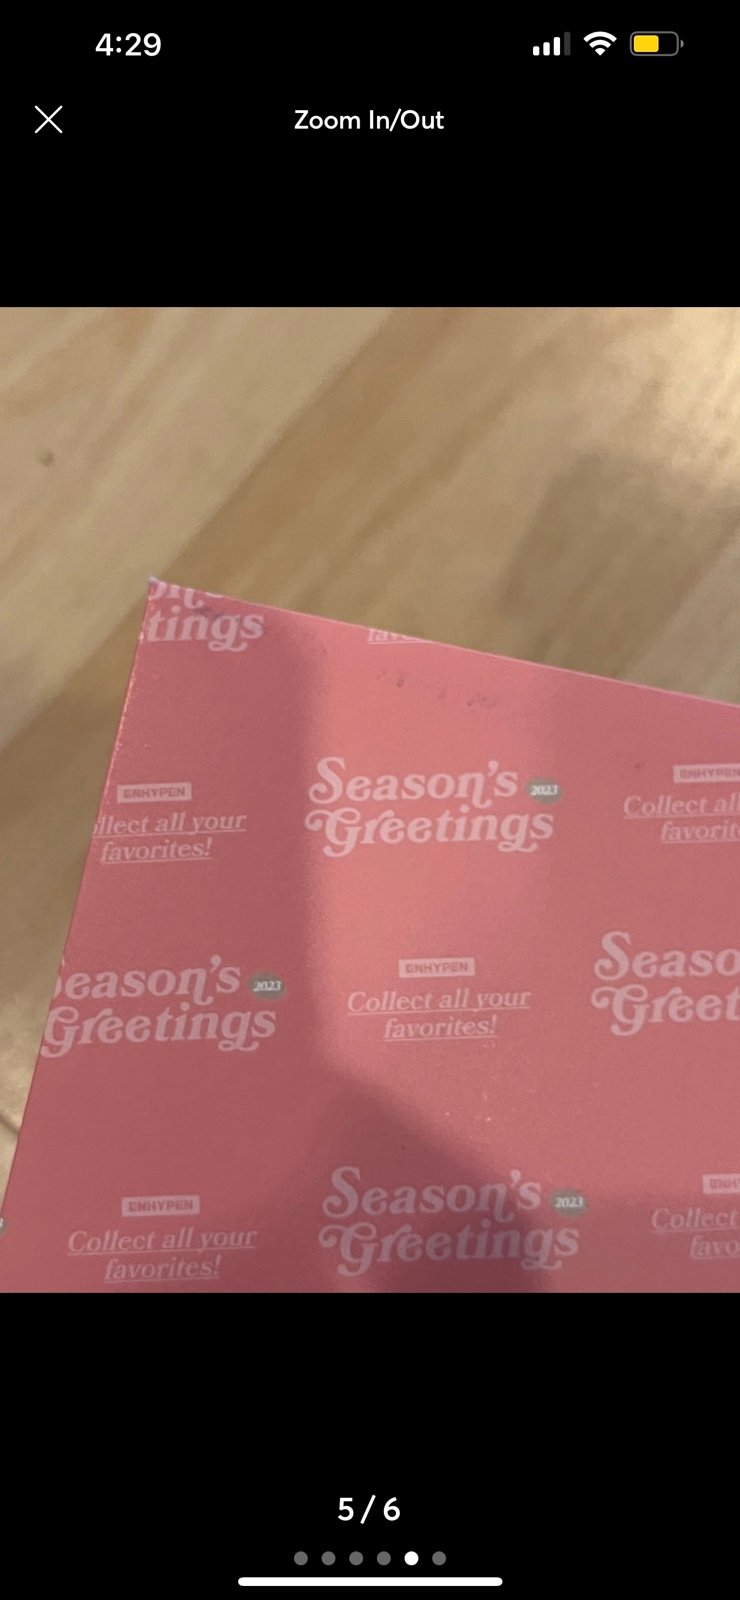 4:29
Zoom In/Out
tings
ENHYPEN
Collect all
ENHYPEN
llect all your
favorites!
Season's 2023
Greetings
eason's 2023
Greetings
ENHYPEN
Collect all your
favorites!
Seaso
Greet
ENHYPEN
Collect all your
favorites!
Season's 2023
Greetings
Collect
favo
5/6